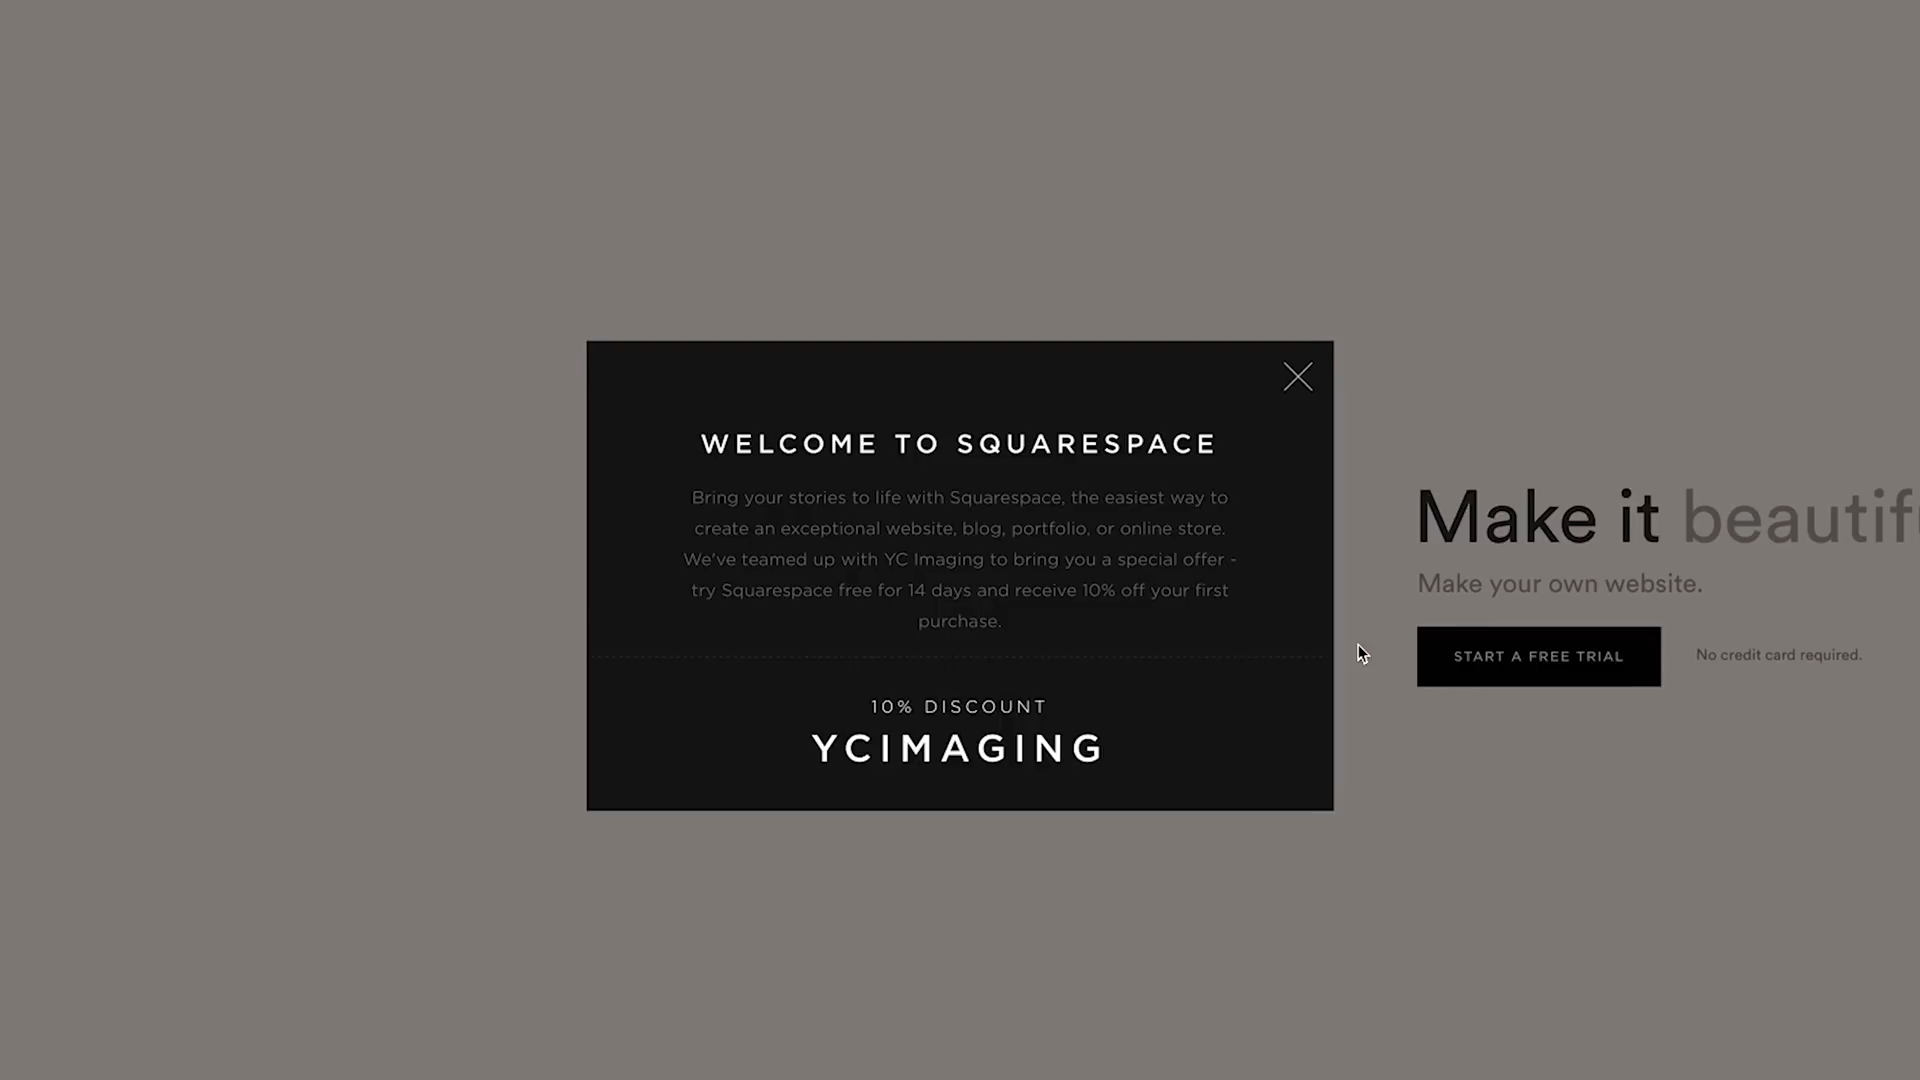 WELCOME TO SQUARESPACE
Bring your stories to life with Squarespace, the easiest way to
create an exceptional website, blog, portfolio, or online store.
We've teamed up with YC Imaging to bring you a special offer -
try Squarespace free for 14 days and receive 10% off your first
purchase.
10% DISCOUNT
YCIMAGING
Make it beautif
Make your own website.
START A FREE TRIAL
No credit card required.